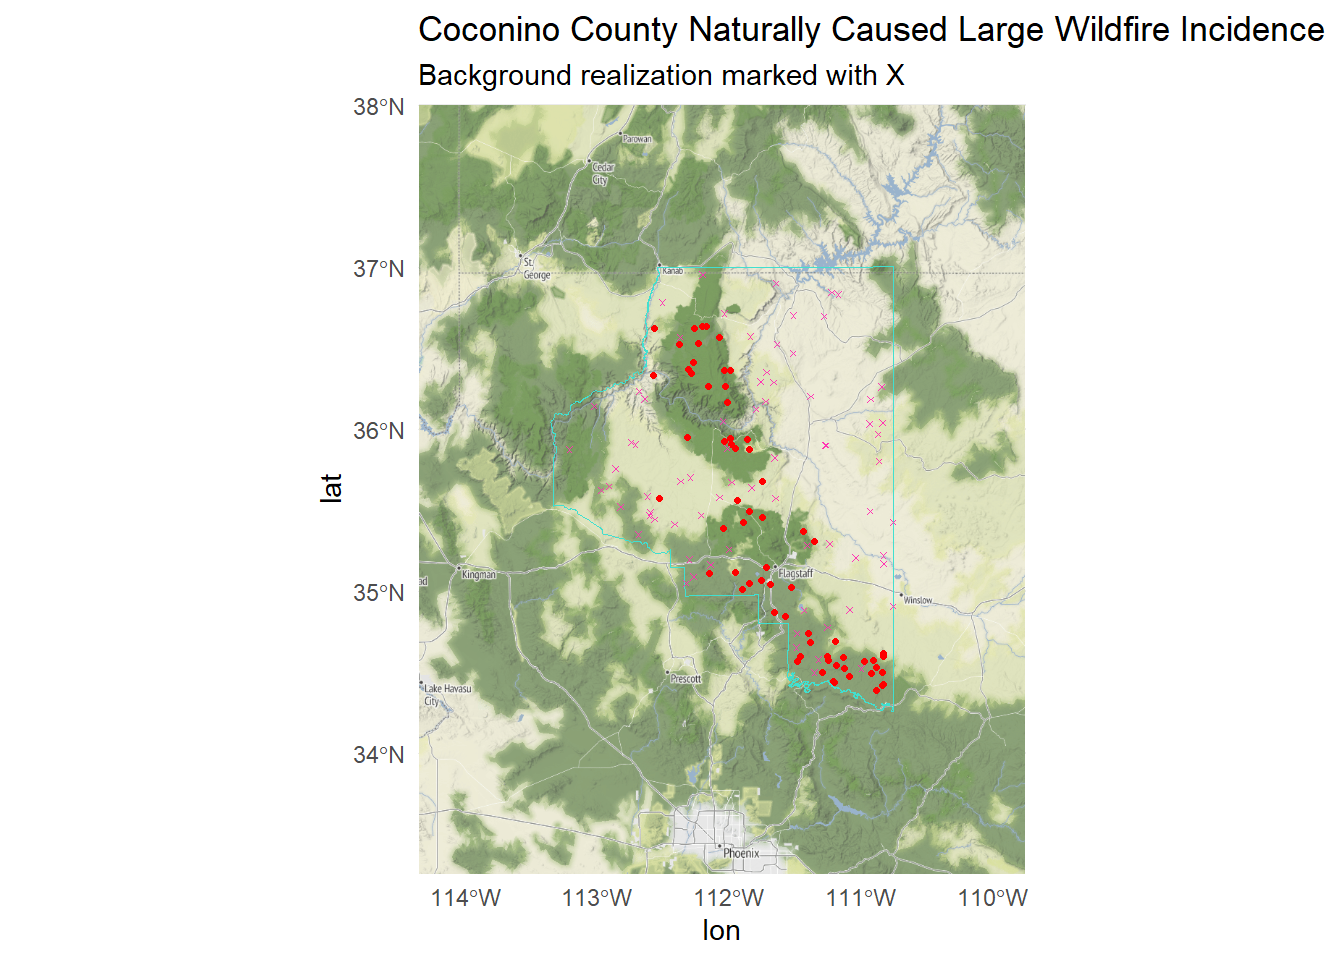 Coconino County Naturally Caused Large Wildfire Incidence
Background realization marked with X
38°N
37°N
36°N
35°N
34°N
lat
Parowan
Cedar
City
St.
George
Kanab
Kingman
ad
Flagstaff
Winslow
Prescott
Lake Havasu
City
Phoenix
114°W
113°W
112°W
111°W
110°W
lon